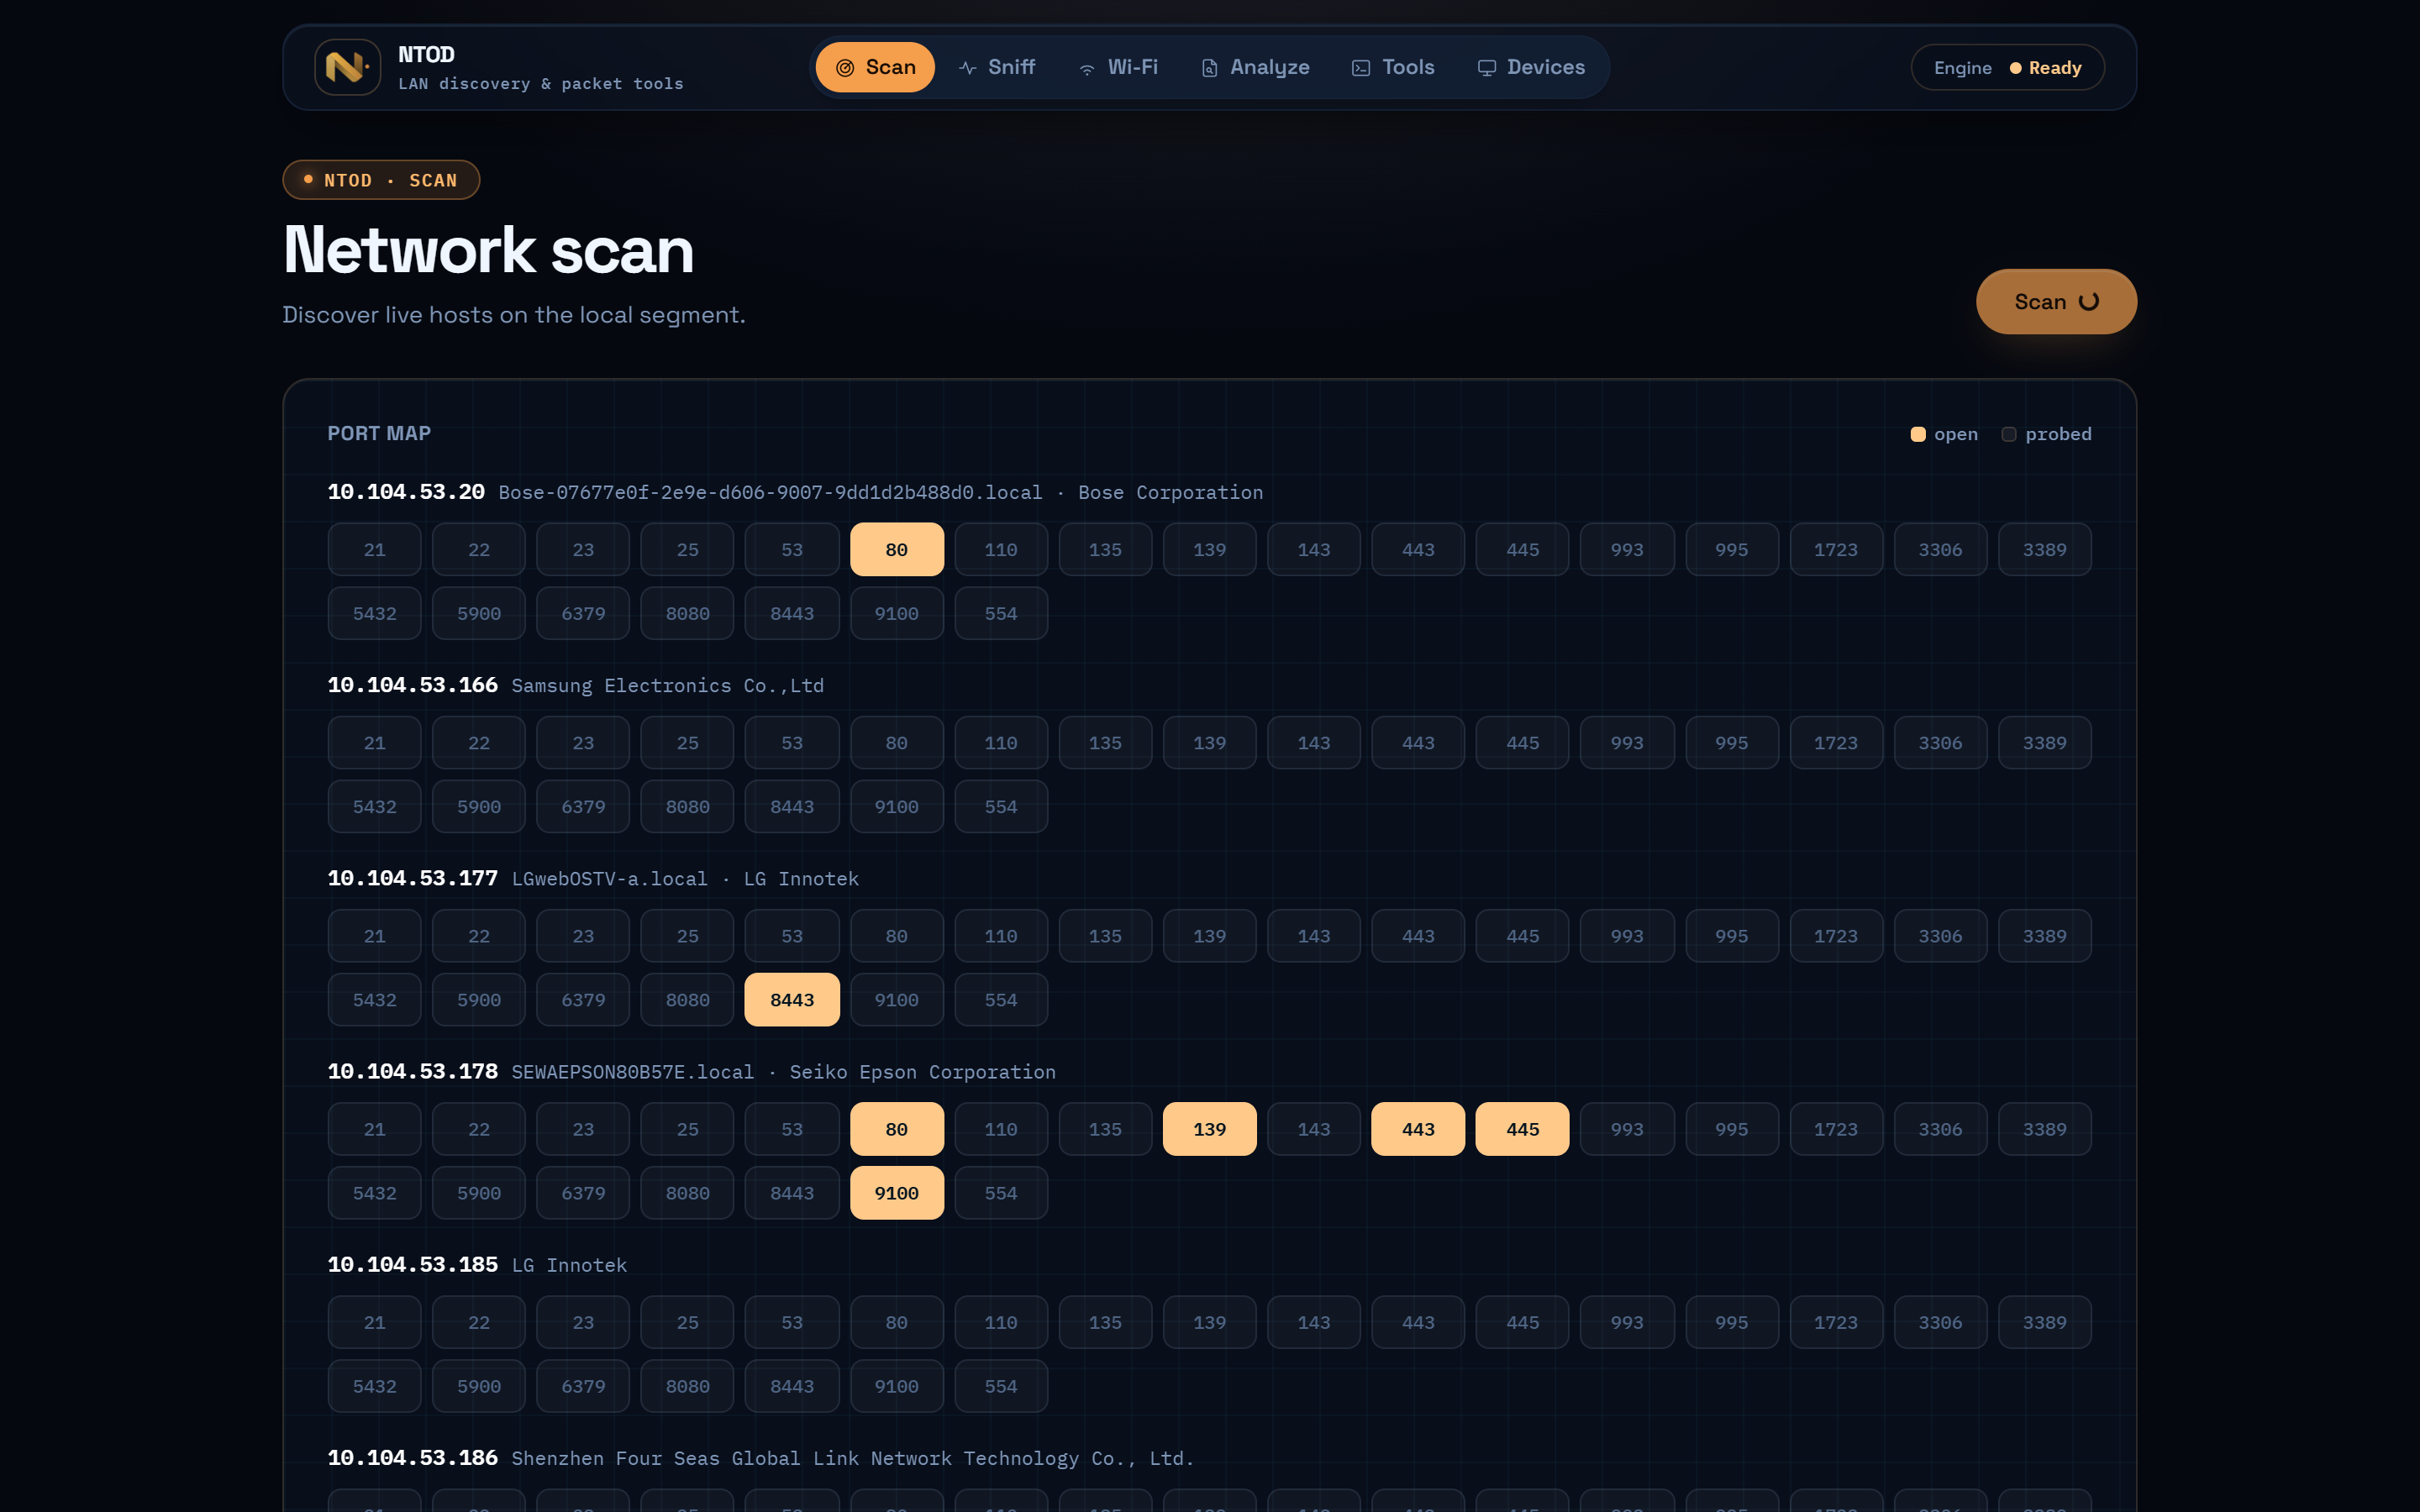 NTOD
LAN discovery & packet tools
Scan Sniff Wi-Fi Analyze Tools Devices
Engine Ready
NTOD · SCAN
Network scan
Discover live hosts on the local segment.
Scan
PORT MAP
open probed
10.104.53.20 Bose-07677e0f-2e9e-d606-9007-9dd1d2b488d0.local · Bose Corporation
21 22 23 25 53 80 110 135 139 143 443 445 993 995 1723 3306 3389
5432 5900 6379 8080 8443 9100 554
10.104.53.166 Samsung Electronics Co.,Ltd
21 22 23 25 53 80 110 135 139 143 443 445 993 995 1723 3306 3389
5432 5900 6379 8080 8443 9100 554
10.104.53.177 LGwebOSTV-a.local · LG Innotek
21 22 23 25 53 80 110 135 139 143 443 445 993 995 1723 3306 3389
5432 5900 6379 8080 8443 9100 554
10.104.53.178 SEWAEPSON80B57E.local · Seiko Epson Corporation
21 22 23 25 53 80 110 135 139 143 443 445 993 995 1723 3306 3389
5432 5900 6379 8080 8443 9100 554
10.104.53.185 LG Innotek
21 22 23 25 53 80 110 135 139 143 443 445 993 995 1723 3306 3389
5432 5900 6379 8080 8443 9100 554
10.104.53.186 Shenzhen Four Seas Global Link Network Technology Co., Ltd.